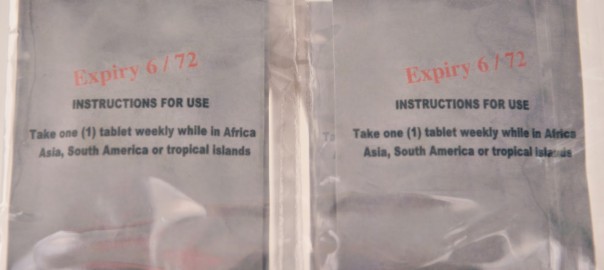 Expiry 6 / 72
INSTRUCTIONS FOR USE
Take one (1) tablet weekly while in Africa
Asia, South America or tropical islands
Expiry 6 / 72
INSTRUCTIONS FOR USE
Take one (1) tablet weekly while in Africa
Asia, South America or tropical islands